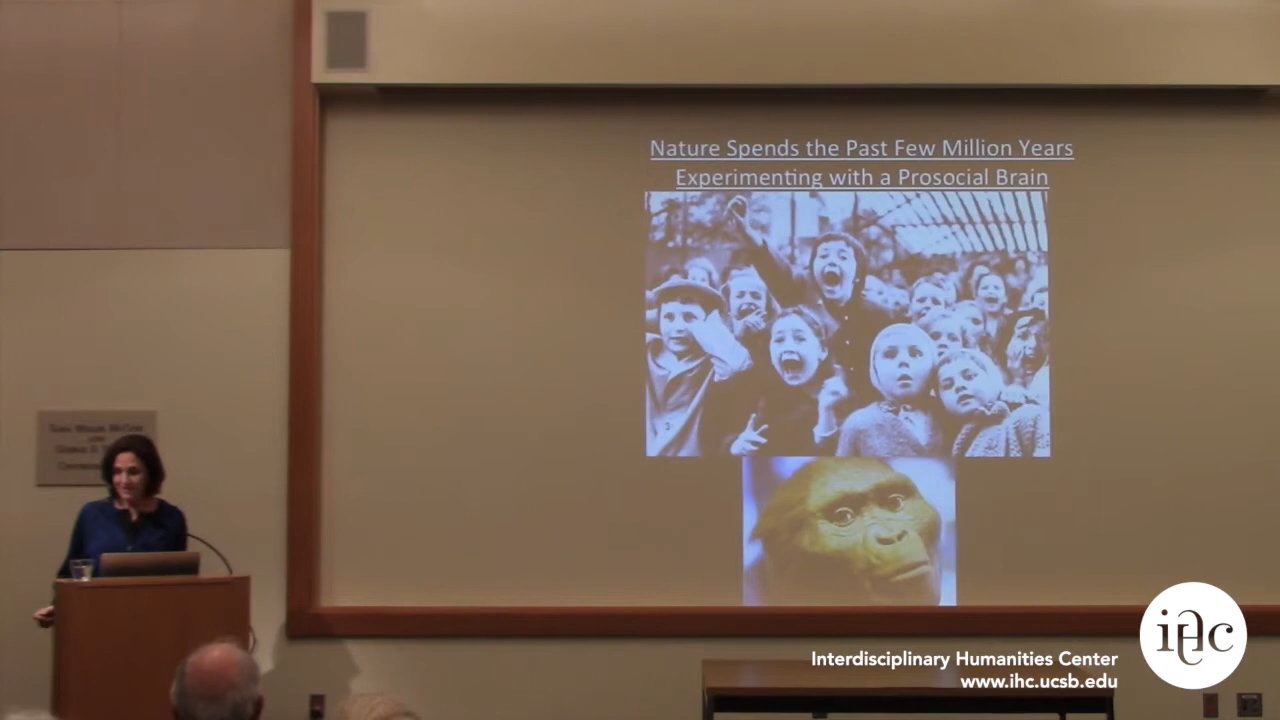 Nature Spends the Past Few Million Years
Experimenting with a Prosocial Brain
ihc
Interdisciplinary Humanities Center
www.ihc.ucsb.edu